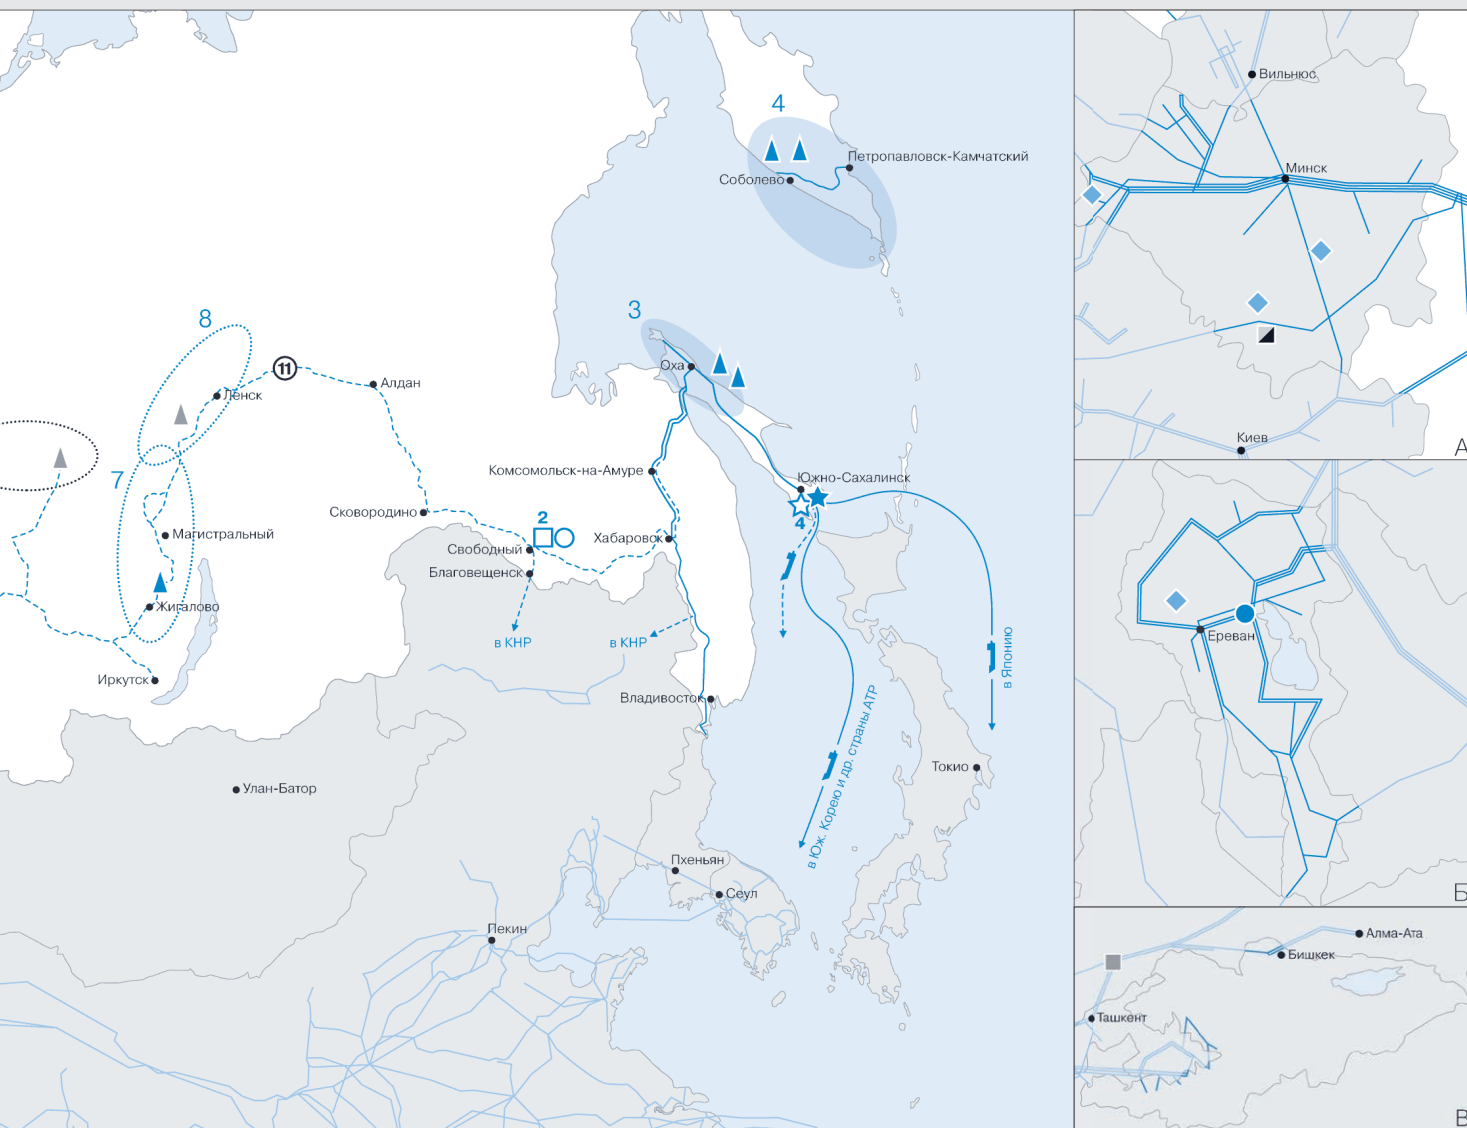 4
Петропавловск-Камчатский
Соболево
3
Оха
8
11
Ленск
Алдан
7
Комсомольск-на-Амуре
Южно-Сахалинск
4
Сковородино
2
Магистральный
Свободный
Хабаровск
Благовещенск
Жигалово
в КНР
в КНР
Иркутск
Владивосток
в Японию
в Юж. Корею и др. страны АТР
Токио
Улан-Батор
Пхеньян
Сеул
Пекин
Вильнюс
Минск
Киев
А
Ереван
Б
Алма-Ата
Бишкек
Ташкент
В